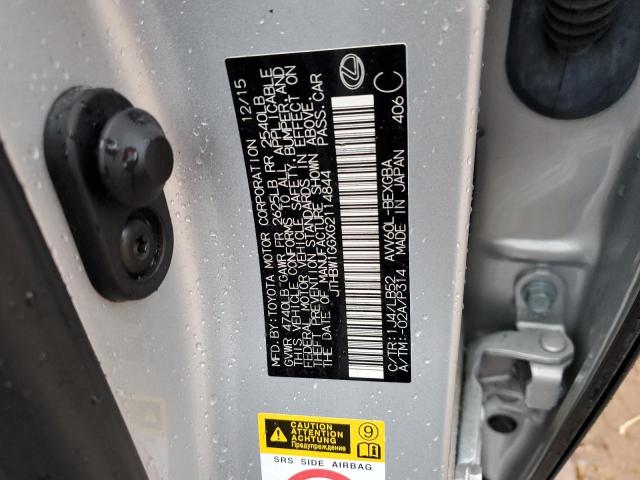 MFD.BY:TOYOTA MOTOR CORPORATION 12/15
GVWR 4740LB GAWR FR 2625LB RR 2540LB
THIS VEHICLE CONFORMS TO ALL APPLICABLE
FEDERAL MOTOR VEHICLE SAFETY, BUMPER, AND
THEFT PREVENTION STANDARDS IN EFFECT ON
THE DATE OF MANUFACTURE SHOWN ABOVE.
JTHBW1GGXG2114844 PASS.CAR
C/TR:1J4/LB52 AVV60L-BEXGBA
A/TM:-02A/P314. MADE IN JAPAN 406 C
CAUTION
ATTENTION
ACHTUNG
Предупреждение
9
SRS SIDE AIRBAG